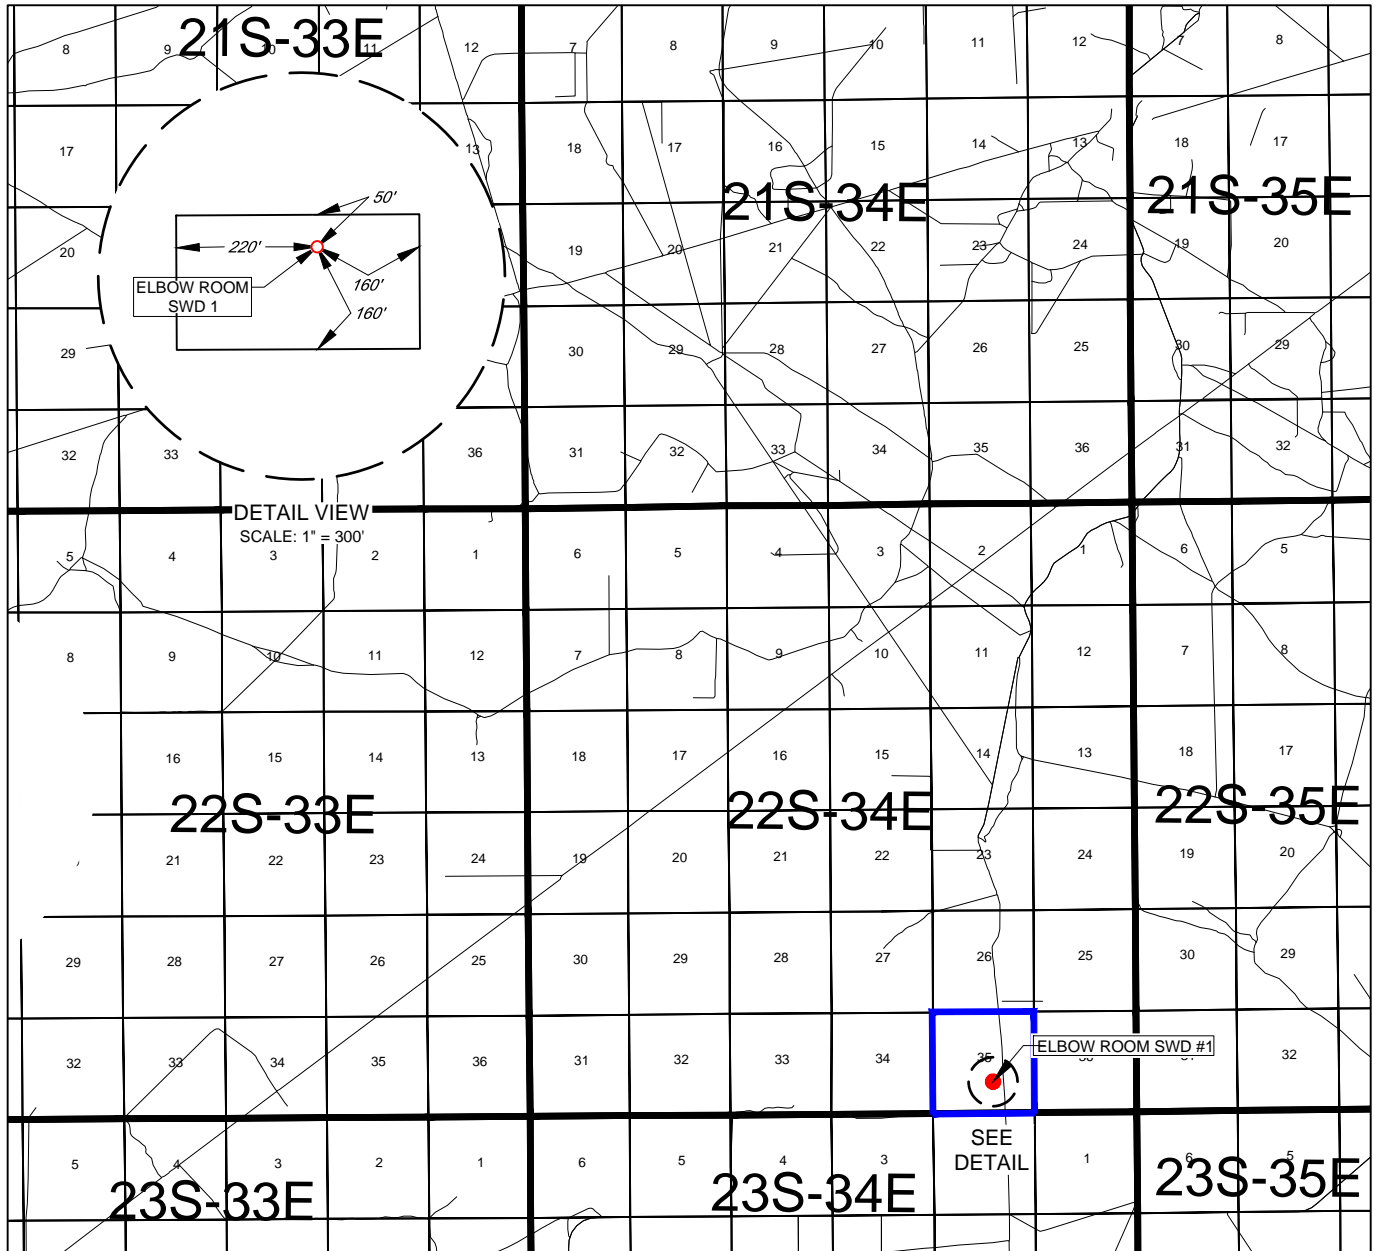 21S-33E
8 9 10 11 12 7 8 9 10 11 12 7 8
17 13 18 17 16 15 14 13 18 17
21S-34E
21S-35E
50'
220'
160'
160'
ELBOW ROOM
SWD 1
20 19 20 21 22 23 24 19 20
29 30 29 28 27 26 25 30 29
32 33 36 31 32 33 34 35 36 31 32
DETAIL VIEW
SCALE: 1" = 300'
5 4 3 2 1 6 5 4 3 2 1 6 5
8 9 10 11 12 7 8 9 10 11 12 7 8
16 15 14 13 18 17 16 15 14 13 18 17
22S-33E
22S-34E
22S-35E
21 22 23 24 19 20 21 22 23 24 19 20
29 28 27 26 25 30 29 28 27 26 25 30 29
32 33 34 35 36 31 32 33 34 35 32
ELBOW ROOM SWD #1
SEE
DETAIL
5 4 3 2 1 6 5 4 3 1 6 5
23S-33E
23S-34E
23S-35E